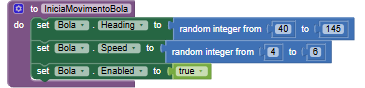 to IniciaMovimentoBola
do set Bola . Heading to random integer from 40 to 145
set Bola . Speed to random integer from 4 to 6
set Bola . Enabled to true